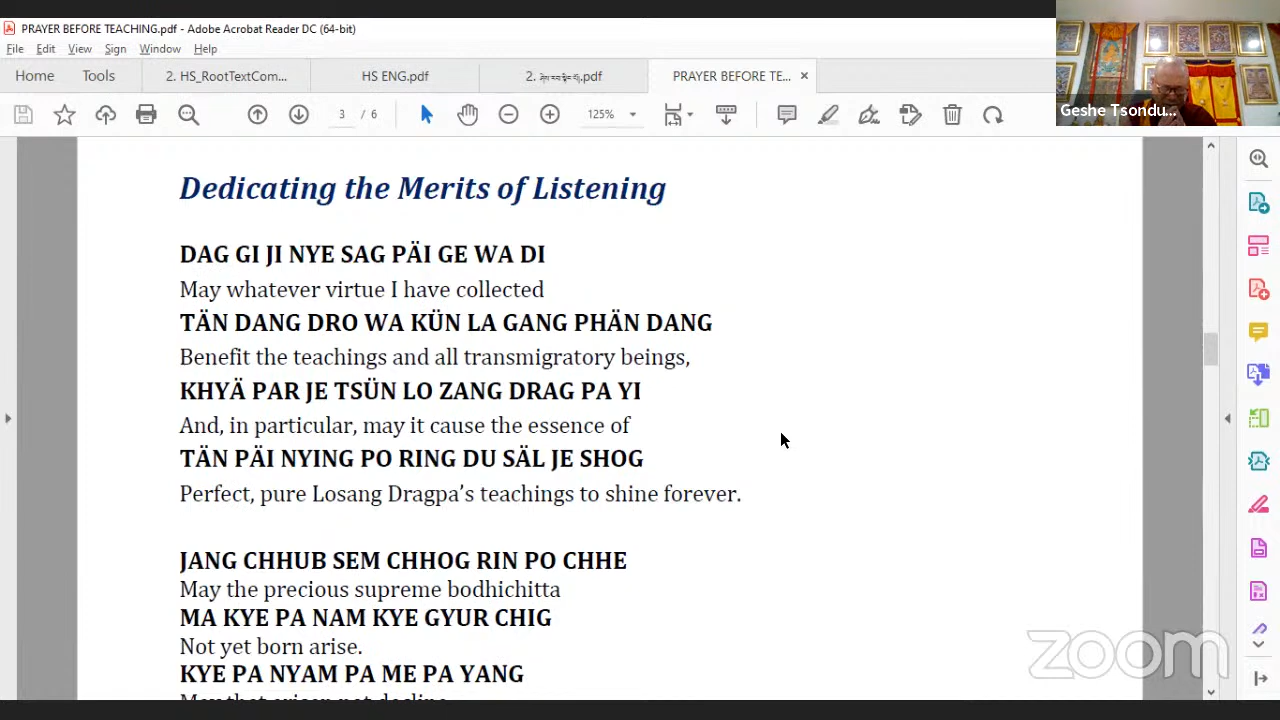 PRAYER BEFORE TEACHING.pdf - Adobe Acrobat Reader DC (64-bit)
File Edit View Sign Window Help
Home Tools 2. HS_RootTextCom... HS ENG.pdf 2. .pdf PRAYER BEFORE TE... ×
3 / 6 125%
Geshe Tsondu...
Dedicating the Merits of Listening
DAG GI JI NYE SAG PÄI GE WA DI
May whatever virtue I have collected
TÄN DANG DRO WA KÜN LA GANG PHÄN DANG
Benefit the teachings and all transmigratory beings,
KHYÄ PAR JE TSÜN LO ZANG DRAG PA YI
And, in particular, may it cause the essence of
TÄN PÄI NYING PO RING DU SÄL JE SHOG
Perfect, pure Losang Dragpa’s teachings to shine forever.
JANG CHHUB SEM CHHOG RIN PO CHHE
May the precious supreme bodhichitta
MA KYE PA NAM KYE GYUR CHIG
Not yet born arise.
KYE PA NYAM PA ME PA YANG
May that arisen not decline
zoom